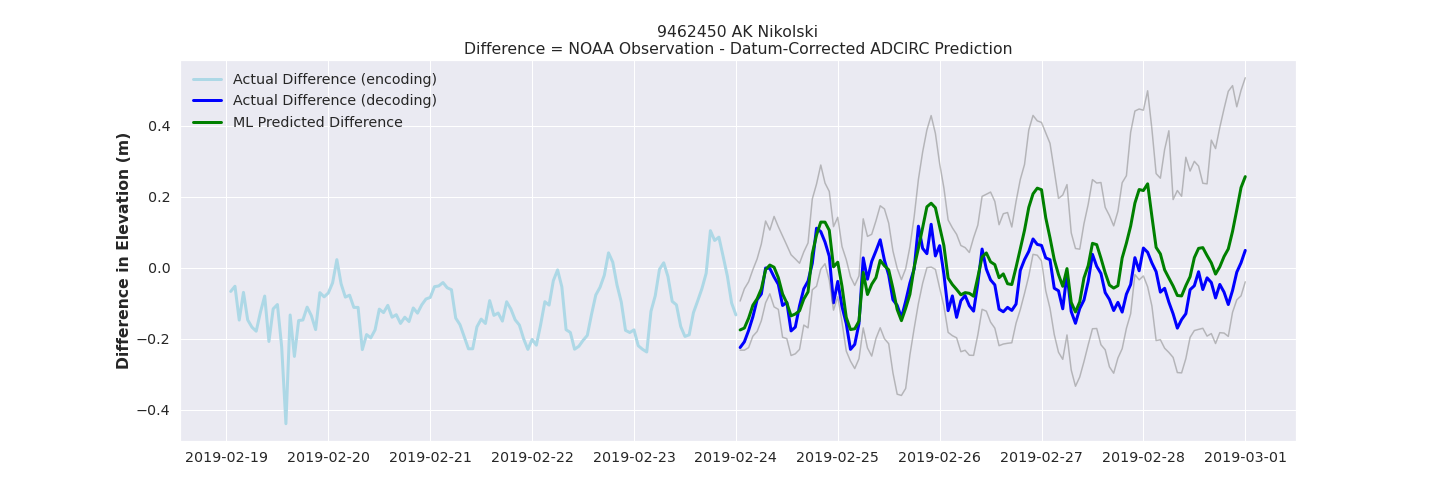 9462450 AK Nikolski
Difference = NOAA Observation - Datum-Corrected ADCIRC Prediction
Actual Difference (encoding)
Actual Difference (decoding)
ML Predicted Difference
Difference in Elevation (m)
0.4
0.2
0.0
−0.2
−0.4
2019-02-19 2019-02-20 2019-02-21 2019-02-22 2019-02-23 2019-02-24 2019-02-25 2019-02-26 2019-02-27 2019-02-28 2019-03-01